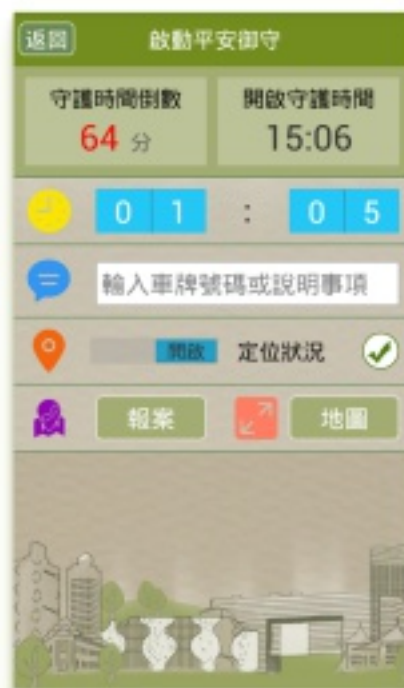 返回 啟動平安御守
守護時間倒數 開啟守護時間
64 分 15:06
0 1 : 0 5
輸入車牌號碼或說明事項
開啟 定位狀況
報案 地圖